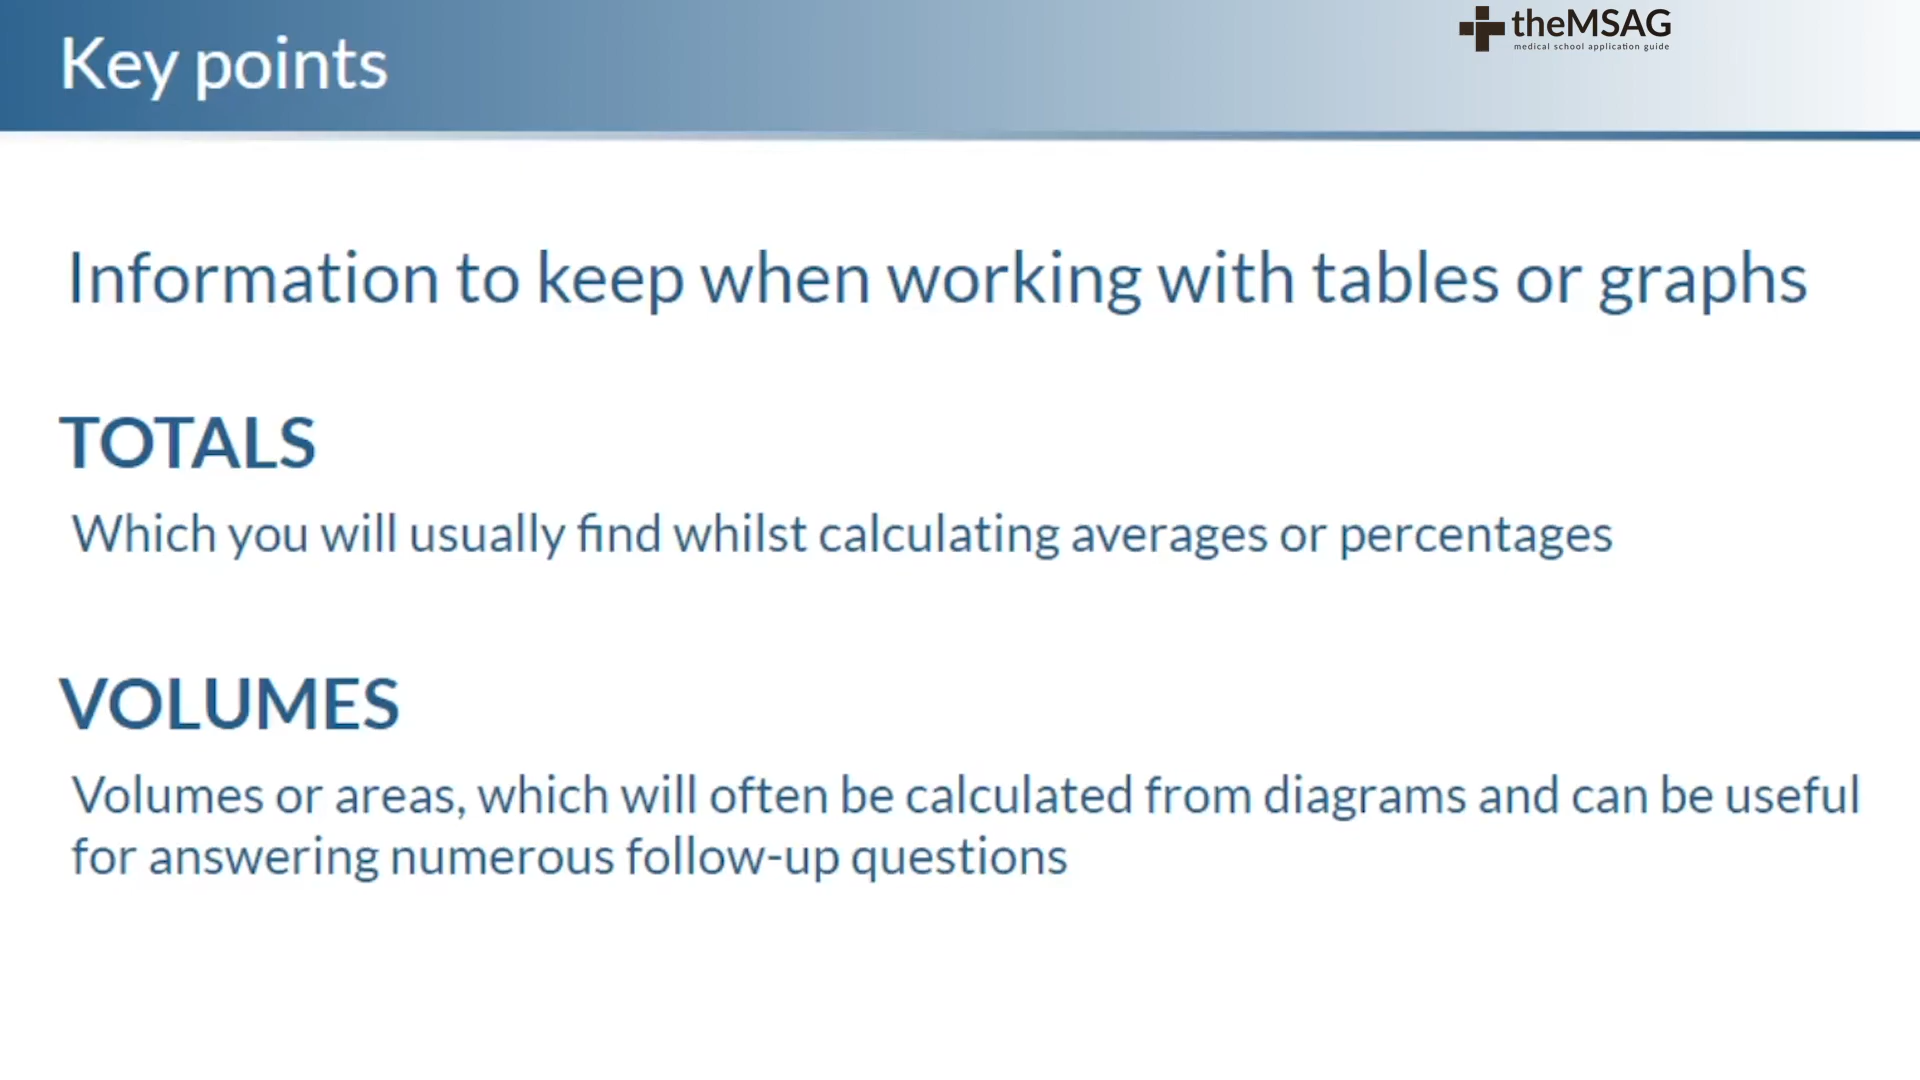 Key points
theMSAG
medical school application guide
Information to keep when working with tables or graphs
TOTALS
Which you will usually find whilst calculating averages or percentages
VOLUMES
Volumes or areas, which will often be calculated from diagrams and can be useful
for answering numerous follow-up questions